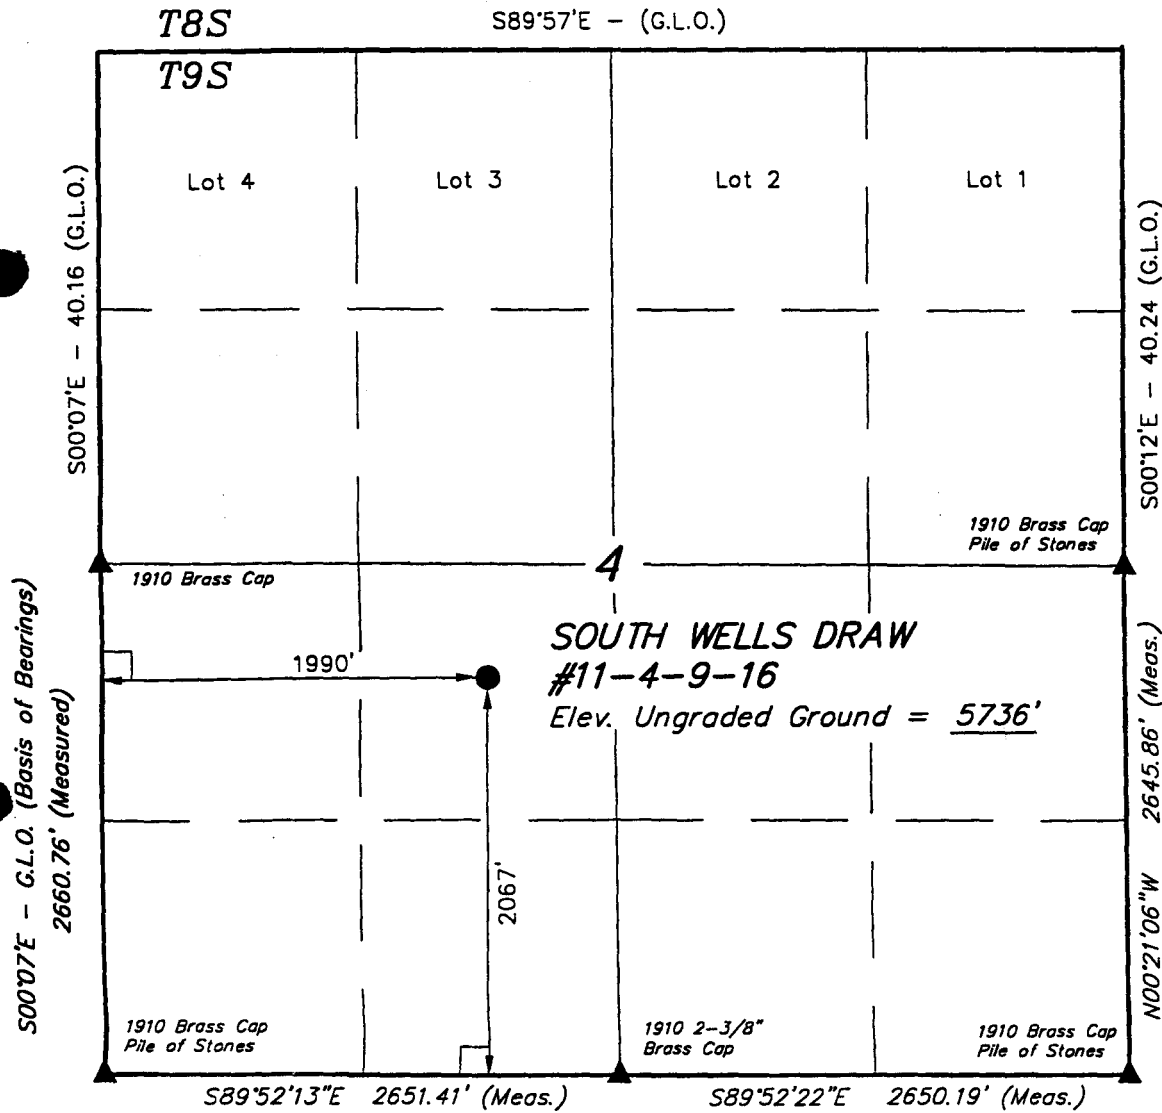 T8S
S89°57'E - (G.L.O.)
T9S
Lot 4
Lot 3
Lot 2
Lot 1
S00°07'E - 40.16 (G.L.O.)
S00°12'E - 40.24 (G.L.O.)
1910 Brass Cap
Pile of Stones
1910 Brass Cap
4
SOUTH WELLS DRAW
#11-4-9-16
Elev. Ungraded Ground = 5736'
1990'
2067'
S00°07'E - G.L.O. (Basis of Bearings)
2660.76' (Measured)
N00°21'06"W 2645.86' (Meas.)
1910 Brass Cap
Pile of Stones
1910 2-3/8"
Brass Cap
1910 Brass Cap
Pile of Stones
S89°52'13"E 2651.41' (Meas.)
S89°52'22"E 2650.19' (Meas.)